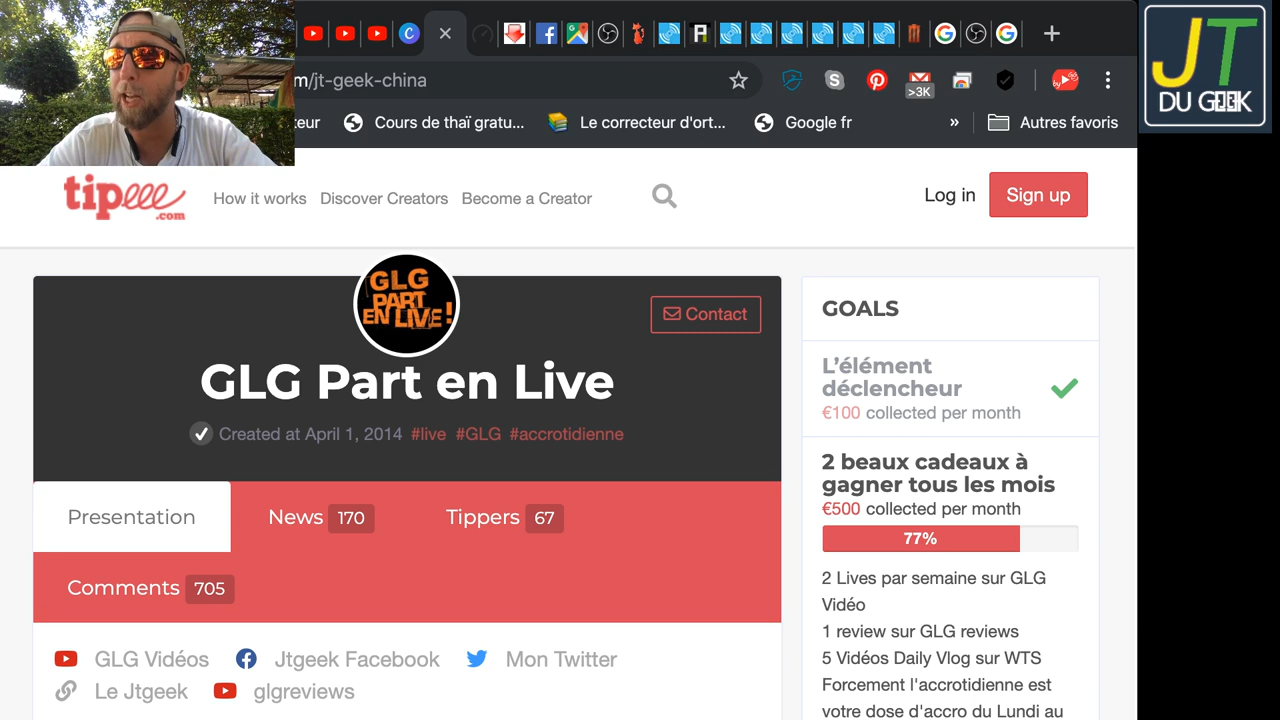 m/jt-geek-china
>3K
JT
DU GEEK
teur
Cours de thaï gratu...
Le correcteur d'ort...
Google fr
»
Autres favoris
tipeee
.com
How it works
Discover Creators
Become a Creator
Log in
Sign up
GLG
PART
EN LIVE!
Contact
GLG Part en Live
Created at April 1, 2014 #live #GLG #accrotidienne
Presentation
News 170
Tippers 67
Comments 705
GLG Vidéos
Jtgeek Facebook
Mon Twitter
Le Jtgeek
glgreviews
GOALS
L’élément
déclencheur
€100 collected per month
2 beaux cadeaux à
gagner tous les mois
€500 collected per month
77%
2 Lives par semaine sur GLG
Vidéo
1 review sur GLG reviews
5 Vidéos Daily Vlog sur WTS
Forcement l'accrotidienne est
votre dose d'accro du Lundi au